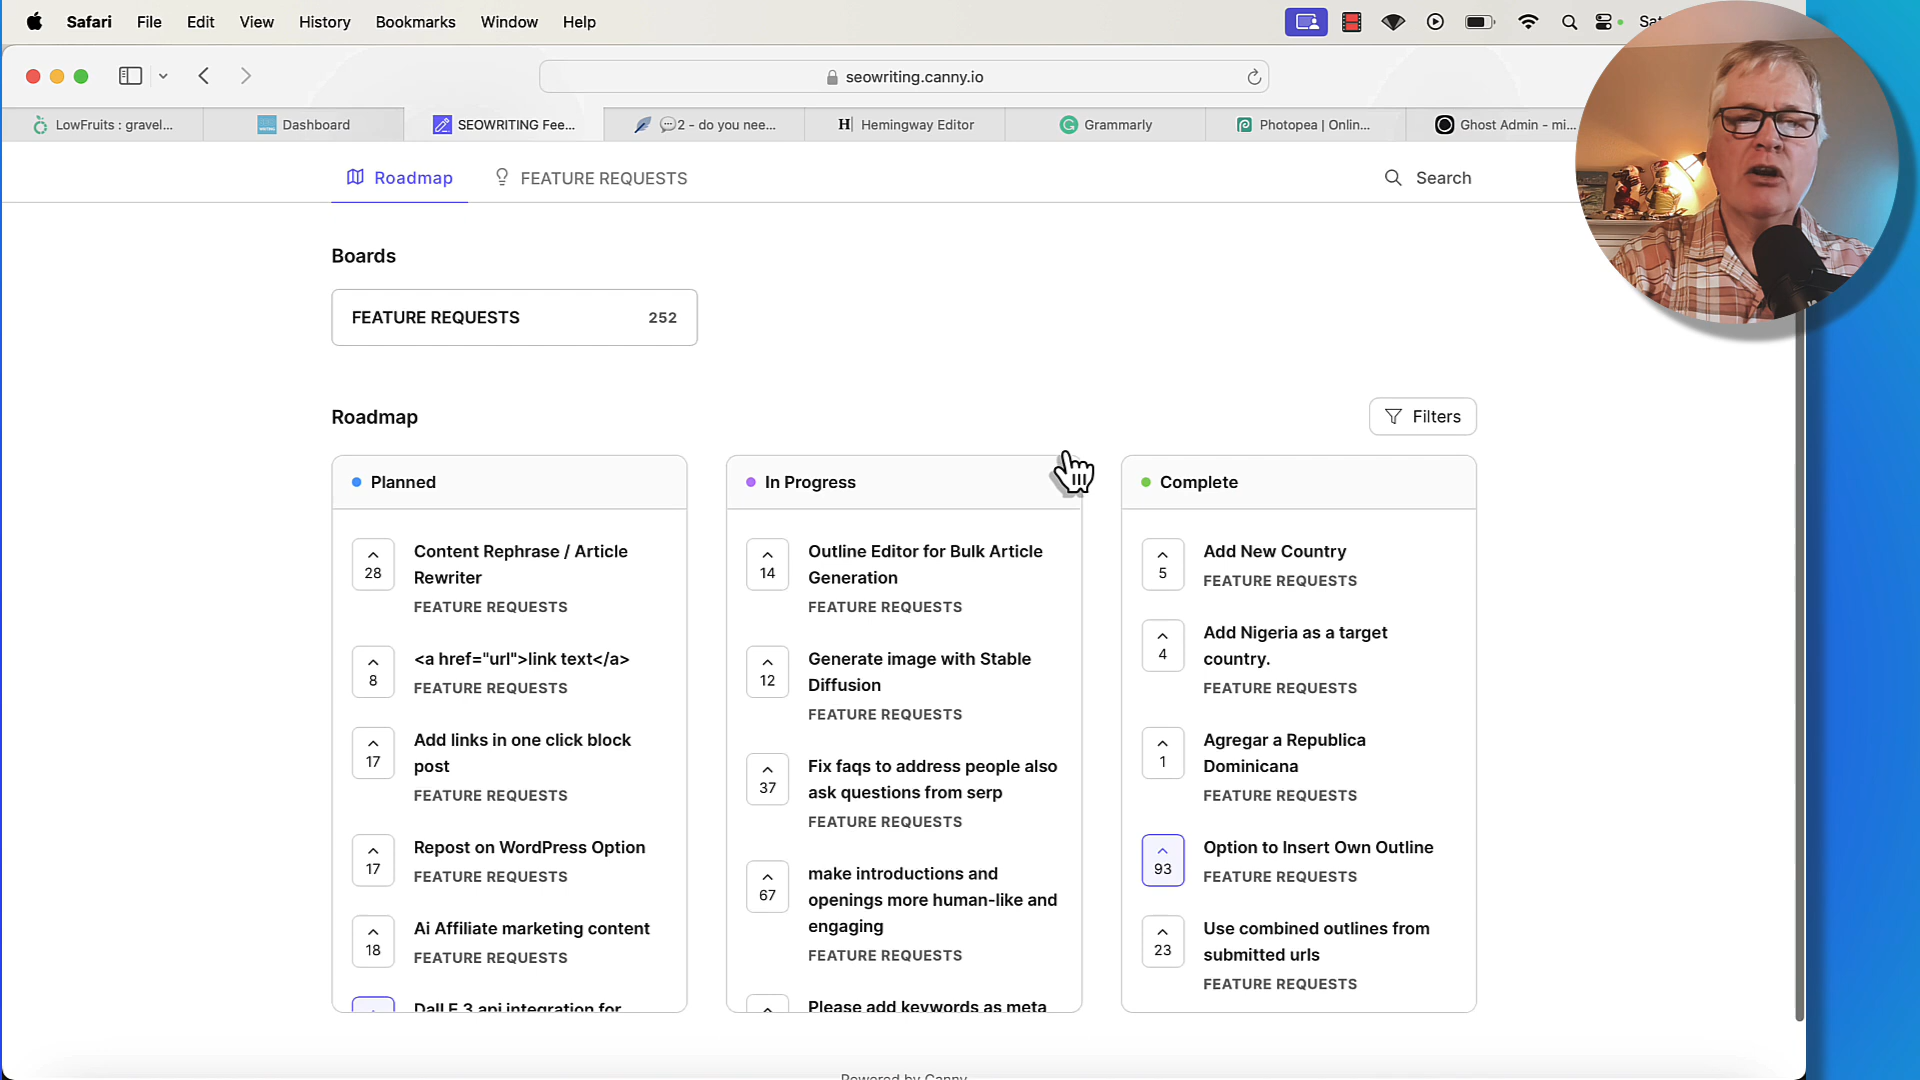 Safari File Edit View History Bookmarks Window Help
seowriting.canny.io
LowFruits : gravel... Dashboard SEOWRITING Fee... 2 - do you nee... Hemingway Editor Grammarly Photopea | Onlin... Ghost Admin - mi...
Roadmap FEATURE REQUESTS Search
Boards
FEATURE REQUESTS 252
Roadmap Filters
Planned
28
Content Rephrase / Article
Rewriter
FEATURE REQUESTS
8
<a href="url">link text</a>
FEATURE REQUESTS
17
Add links in one click block
post
FEATURE REQUESTS
17
Repost on WordPress Option
FEATURE REQUESTS
18
Ai Affiliate marketing content
FEATURE REQUESTS
DallE 3 api integration for
In Progress
14
Outline Editor for Bulk Article
Generation
FEATURE REQUESTS
12
Generate image with Stable
Diffusion
FEATURE REQUESTS
37
Fix faqs to address people also
ask questions from serp
FEATURE REQUESTS
67
make introductions and
openings more human-like and
engaging
FEATURE REQUESTS
Please add keywords as meta
Complete
5
Add New Country
FEATURE REQUESTS
4
Add Nigeria as a target
country.
FEATURE REQUESTS
1
Agregar a Republica
Dominicana
FEATURE REQUESTS
93
Option to Insert Own Outline
FEATURE REQUESTS
23
Use combined outlines from
submitted urls
FEATURE REQUESTS
Powered by Canny